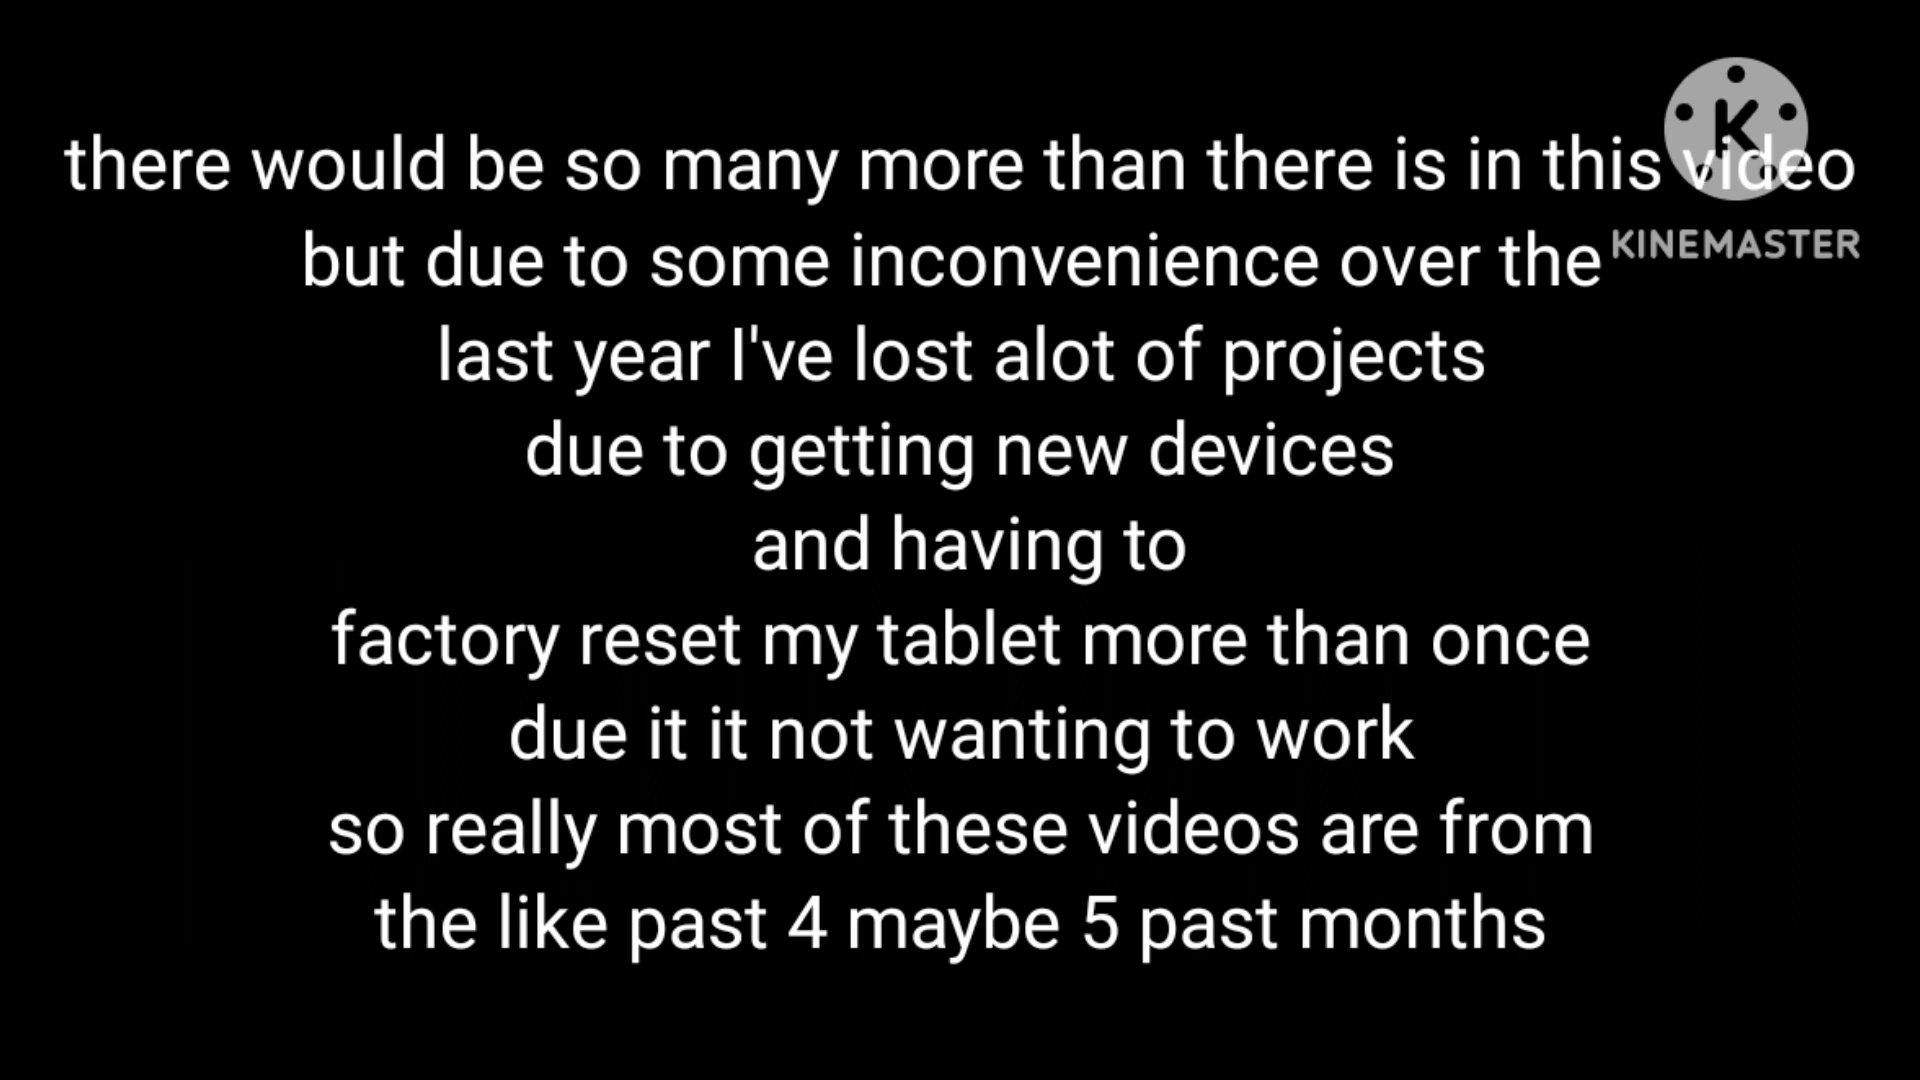 there would be so many more than there is in this video
but due to some inconvenience over the
last year I've lost alot of projects
due to getting new devices
and having to
factory reset my tablet more than once
due it it not wanting to work
so really most of these videos are from
the like past 4 maybe 5 past months
K
KINEMASTER